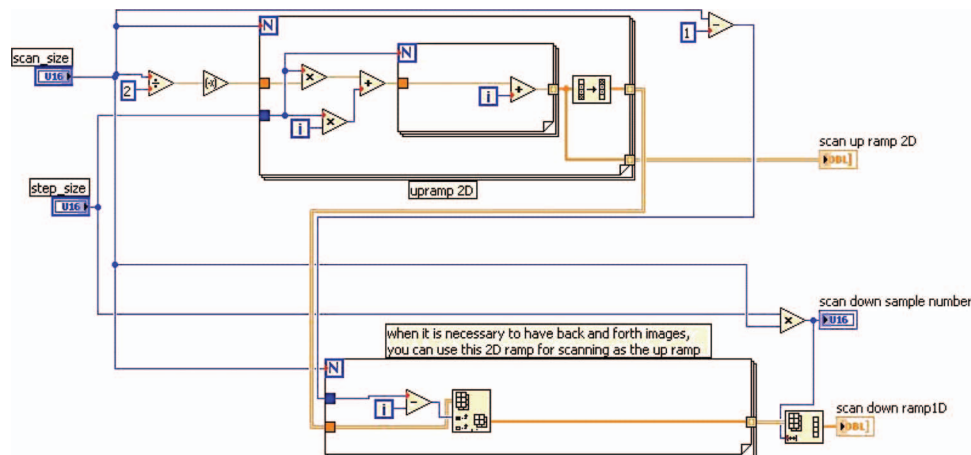 scan_size
U16
2
÷
(-x)
N
×
i
×
+
N
i
+
1
-
scan up ramp 2D
DBL]
upramp 2D
step_size
U16
scan down sample number
×
U16
when it is necessary to have back and forth images,
you can use this 2D ramp for scanning as the up ramp
N
i
-
scan down ramp1D
DBL]